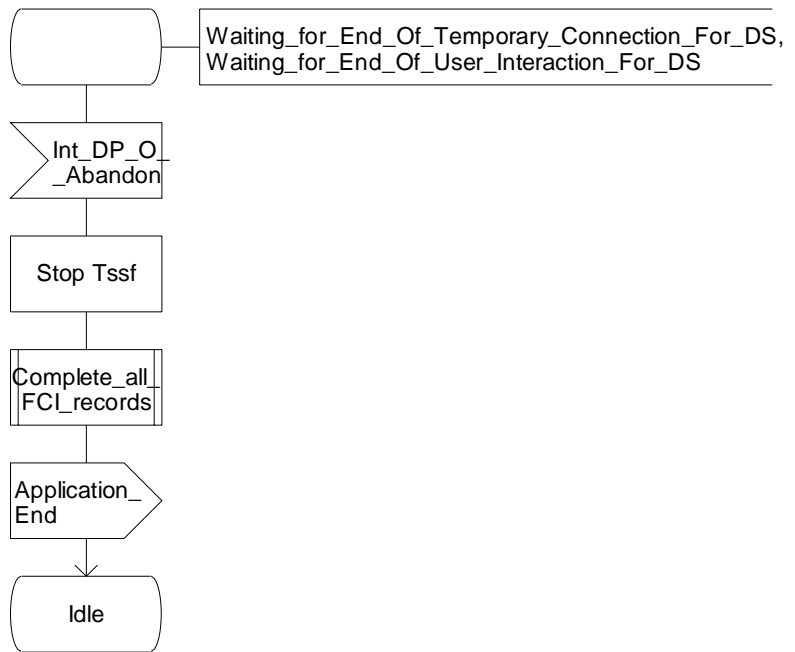 Waiting_for_End_Of_Temporary_Connection_For_DS,
Waiting_for_End_Of_User_Interaction_For_DS
Int_DP_O_
_Abandon
Stop Tssf
Complete_all_
FCI_records
Application_
End
Idle